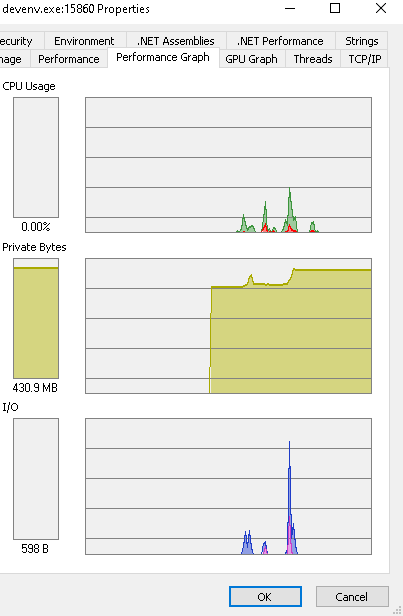 devenv.exe:15860 Properties
ecurity Environment .NET Assemblies .NET Performance Strings
nage Performance Performance Graph GPU Graph Threads TCP/IP
CPU Usage
0.00%
Private Bytes
430.9 MB
I/O
598 B
OK Cancel